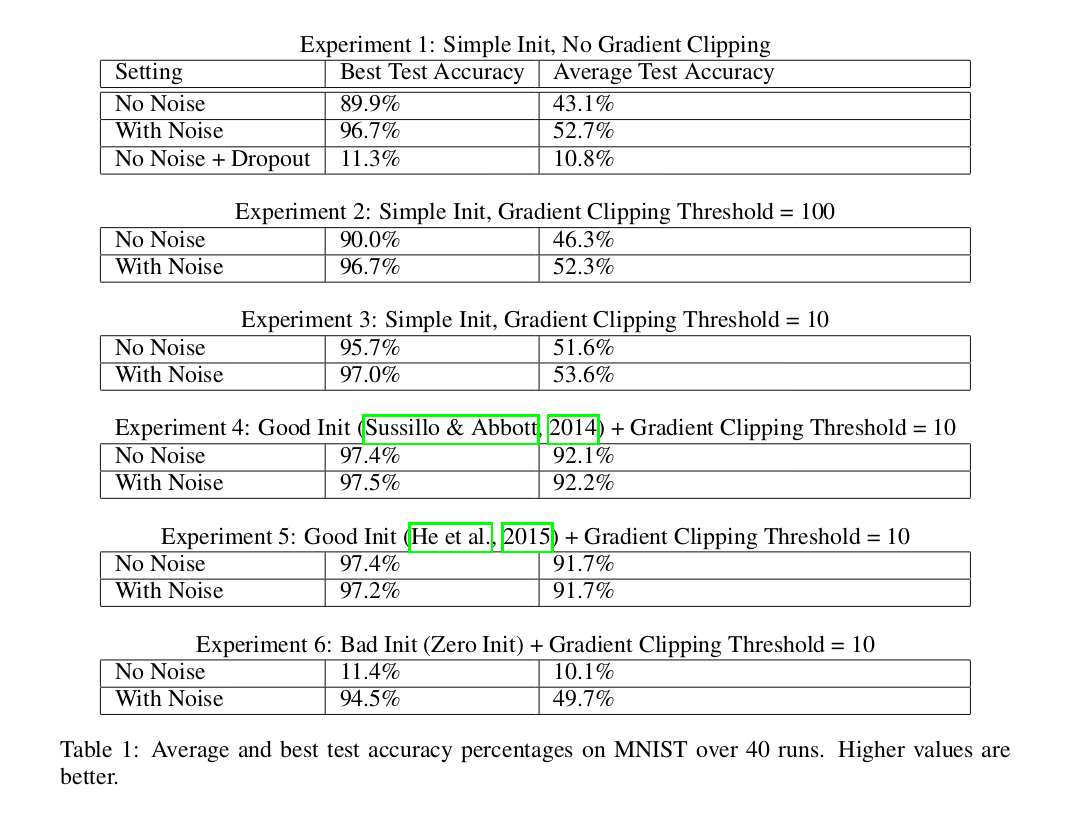 Experiment 1: Simple Init, No Gradient Clipping
Setting Best Test Accuracy Average Test Accuracy
No Noise 89.9% 43.1%
With Noise 96.7% 52.7%
No Noise + Dropout 11.3% 10.8%
Experiment 2: Simple Init, Gradient Clipping Threshold = 100
No Noise 90.0% 46.3%
With Noise 96.7% 52.3%
Experiment 3: Simple Init, Gradient Clipping Threshold = 10
No Noise 95.7% 51.6%
With Noise 97.0% 53.6%
Experiment 4: Good Init (Sussillo & Abbott, 2014) + Gradient Clipping Threshold = 10
No Noise 97.4% 92.1%
With Noise 97.5% 92.2%
Experiment 5: Good Init (He et al., 2015) + Gradient Clipping Threshold = 10
No Noise 97.4% 91.7%
With Noise 97.2% 91.7%
Experiment 6: Bad Init (Zero Init) + Gradient Clipping Threshold = 10
No Noise 11.4% 10.1%
With Noise 94.5% 49.7%
Table 1: Average and best test accuracy percentages on MNIST over 40 runs. Higher values are
better.